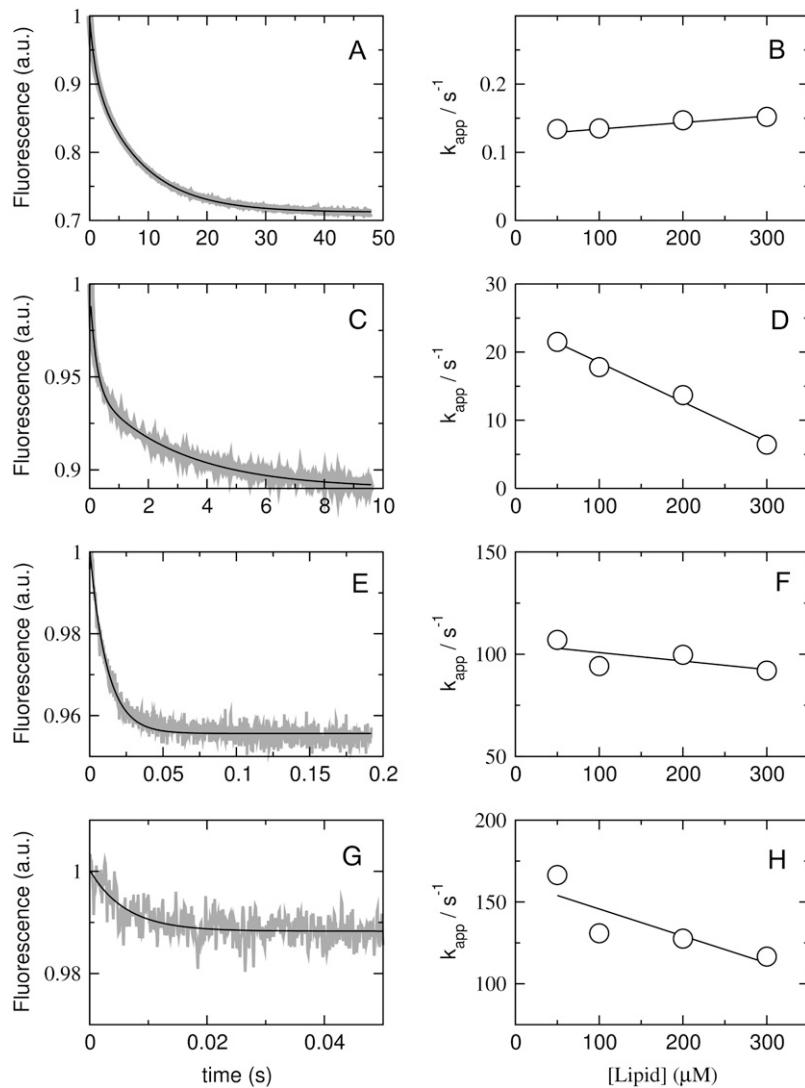 1
0.9
0.8
0.7
Fluorescence (a.u.)
A
0 10 20 30 40 50
0.2
0.1
0
k_app / s^-1
B
0 100 200 300
1
0.95
0.9
Fluorescence (a.u.)
C
0 2 4 6 8 10
30
20
10
0
k_app / s^-1
D
0 100 200 300
1
0.98
0.96
Fluorescence (a.u.)
E
0 0.05 0.1 0.15 0.2
150
100
50
k_app / s^-1
F
0 100 200 300
1
0.98
Fluorescence (a.u.)
G
0 0.02 0.04
time (s)
200
150
100
k_app / s^-1
H
0 100 200 300
[Lipid] (μM)